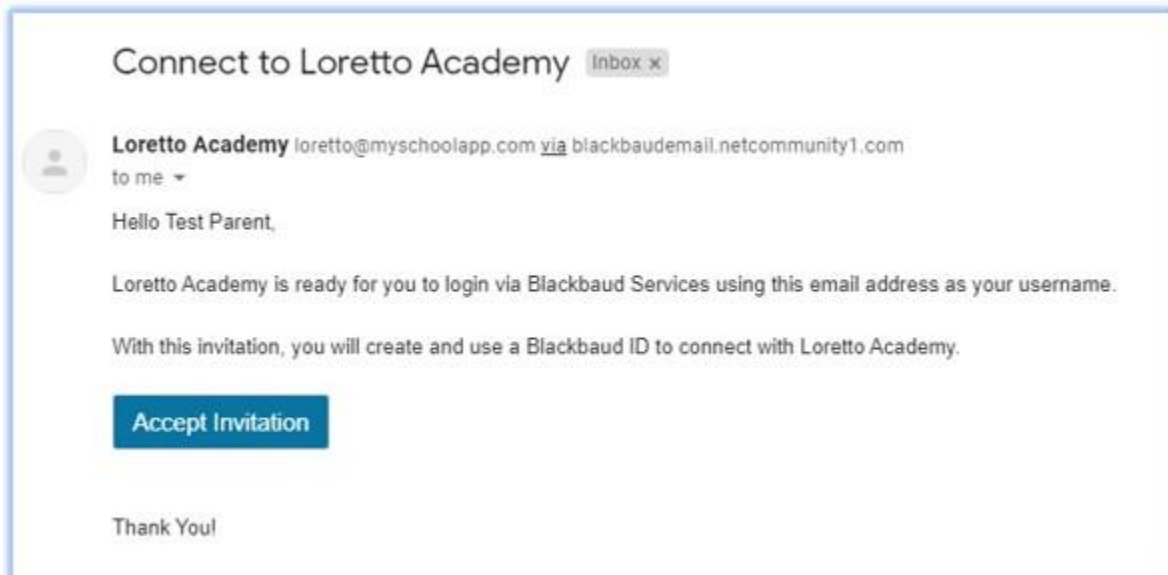 Connect to Loretto Academy Inbox x
Loretto Academy loretto@myschoolapp.com via blackbaudemail.netcommunity1.com
to me
Hello Test Parent,
Loretto Academy is ready for you to login via Blackbaud Services using this email address as your username.
With this invitation, you will create and use a Blackbaud ID to connect with Loretto Academy.
Accept Invitation
Thank You!